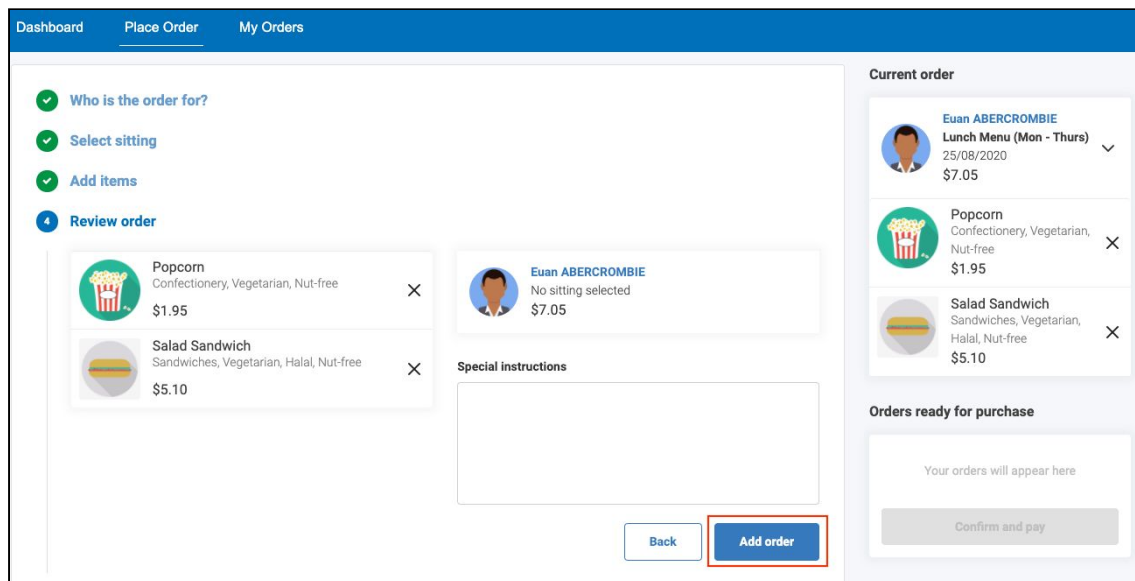 Dashboard Place Order My Orders
Who is the order for?
Select sitting
Add items
4 Review order
Popcorn
Confectionery, Vegetarian, Nut-free
$1.95
Salad Sandwich
Sandwiches, Vegetarian, Halal, Nut-free
$5.10
Euan ABERCROMBIE
No sitting selected
$7.05
Special instructions
Back Add order
Current order
Euan ABERCROMBIE
Lunch Menu (Mon - Thurs)
25/08/2020
$7.05
Popcorn
Confectionery, Vegetarian,
Nut-free
$1.95
Salad Sandwich
Sandwiches, Vegetarian,
Halal, Nut-free
$5.10
Orders ready for purchase
Your orders will appear here
Confirm and pay